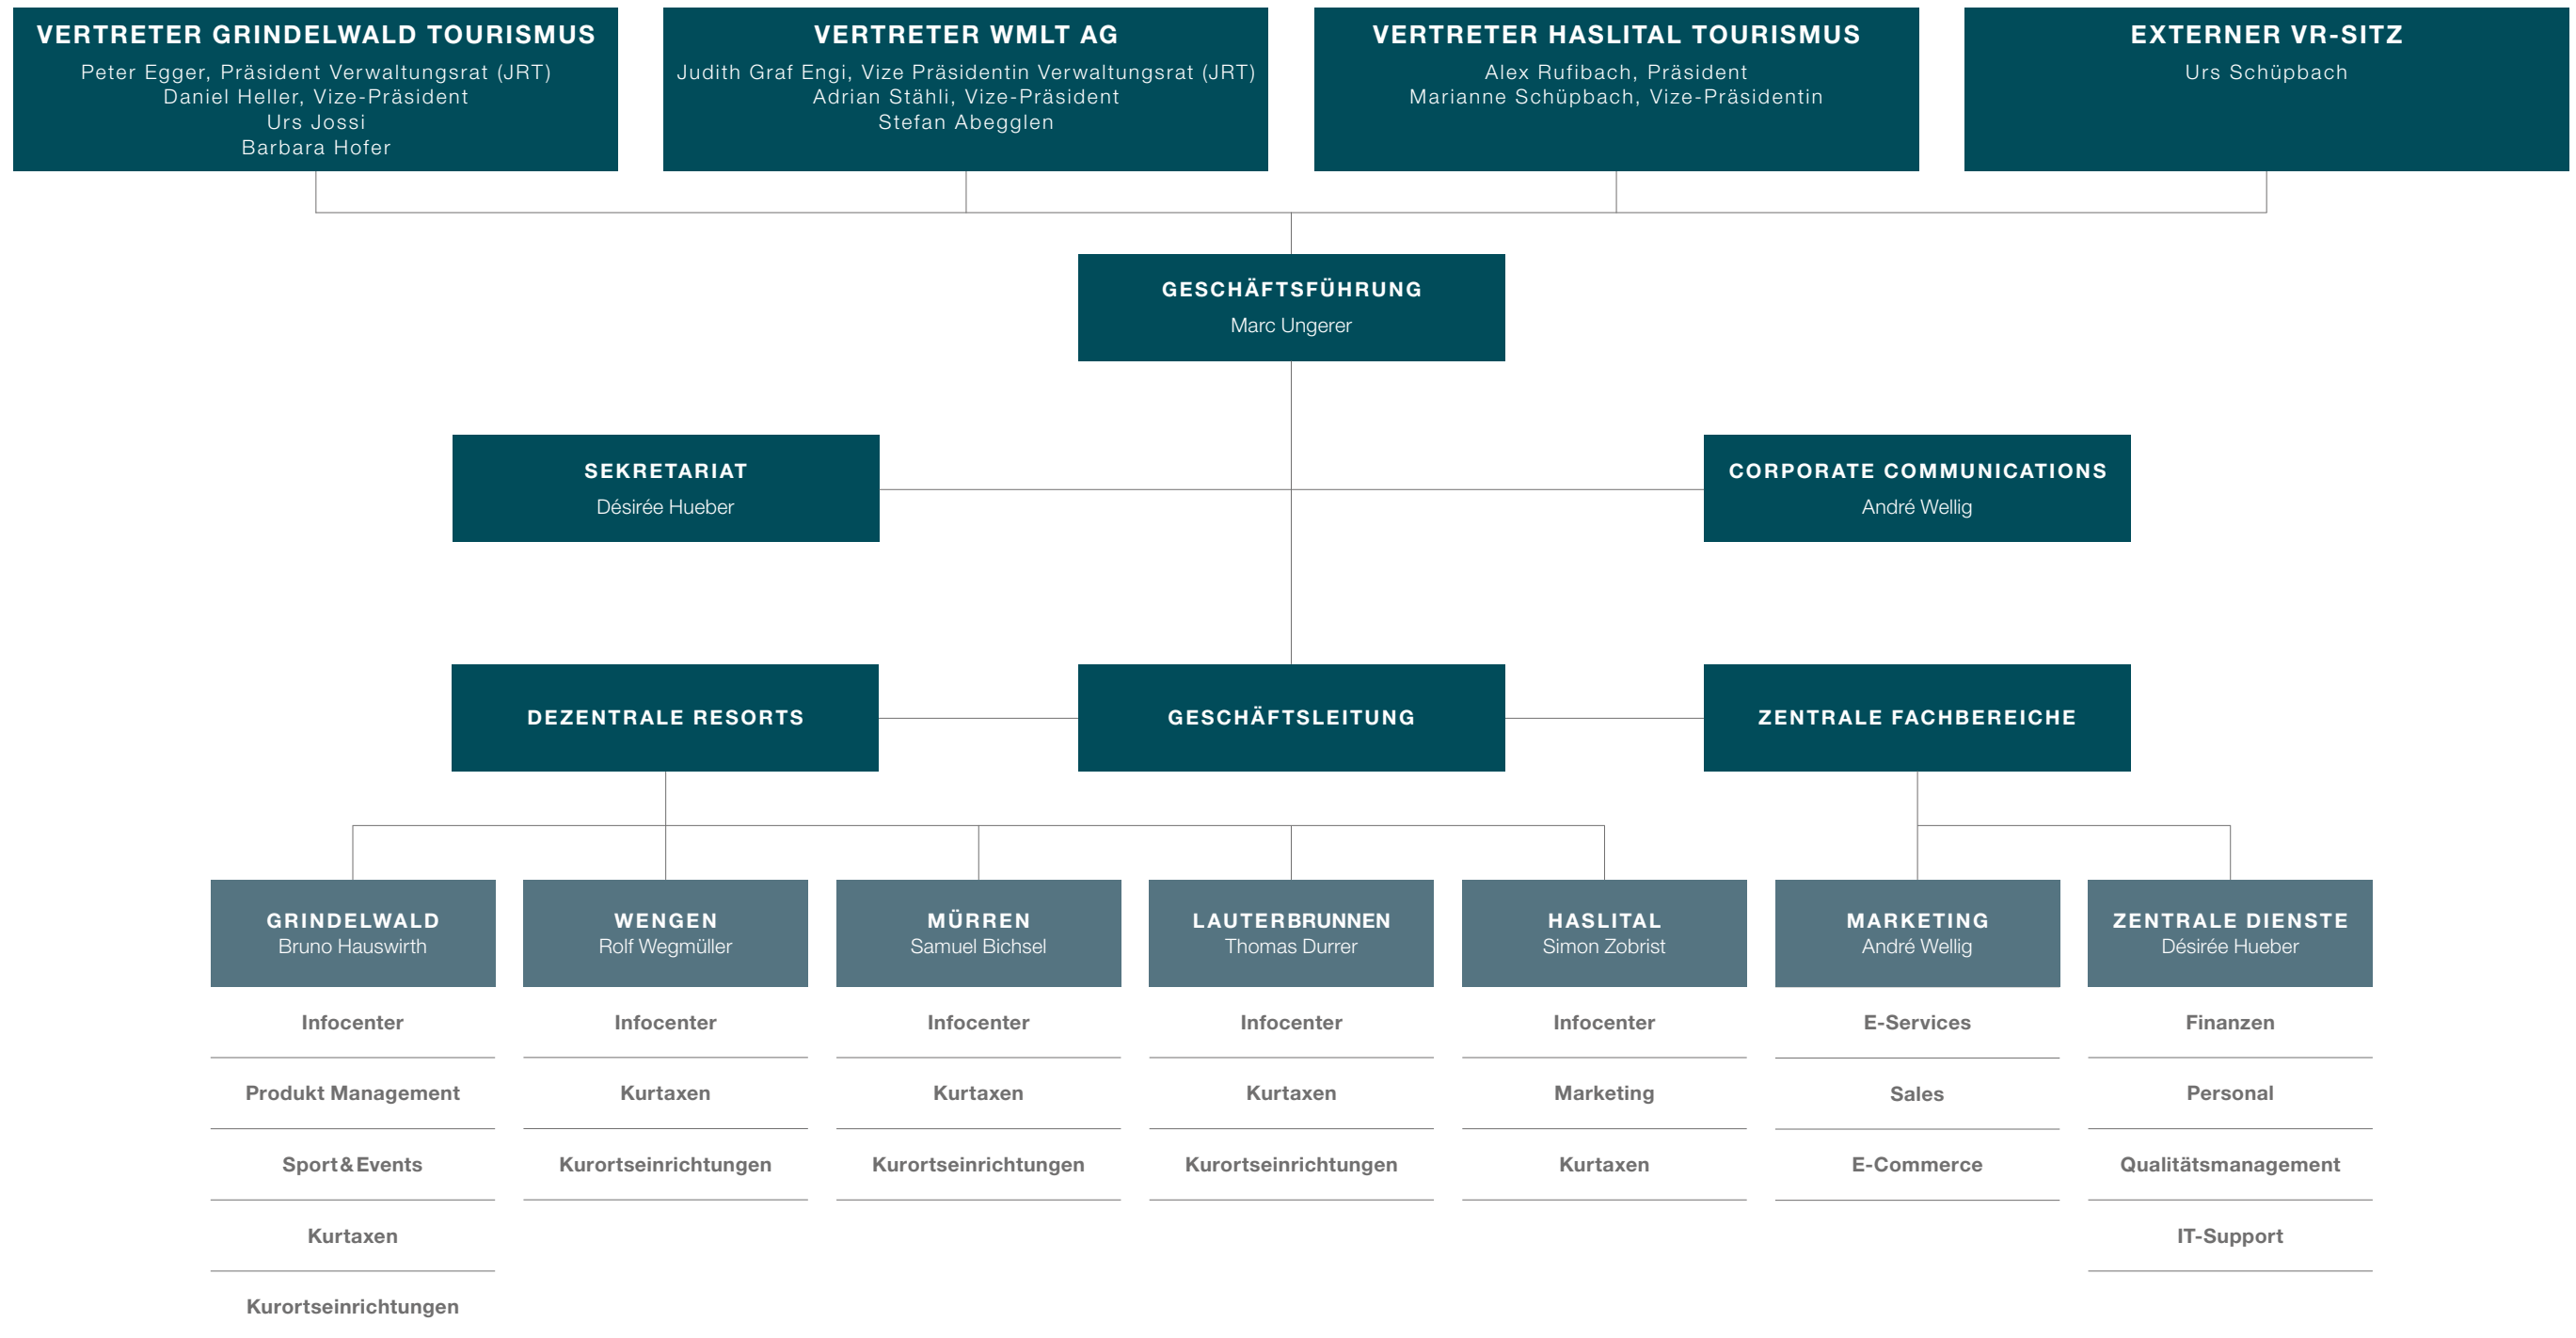 VERTRETER GRINDELWALD TOURISMUS
Peter Egger, Präsident Verwaltungsrat (JRT)
Daniel Heller, Vize-Präsident
Urs Jossi
Barbara Hofer
VERTRETER WMLT AG
Judith Graf Engi, Vize Präsidentin Verwaltungsrat (JRT)
Adrian Stähli, Vize-Präsident
Stefan Abegglen
VERTRETER HASLITAL TOURISMUS
Alex Rufibach, Präsident
Marianne Schüpbach, Vize-Präsidentin
EXTERNER VR-SITZ
Urs Schüpbach
GESCHÄFTSFÜHRUNG
Marc Ungerer
SEKRETARIAT
Désirée Hueber
CORPORATE COMMUNICATIONS
André Wellig
DEZENTRALE RESORTS
GESCHÄFTSLEITUNG
ZENTRALE FACHBEREICHE
GRINDELWALD
Bruno Hauswirth
Infocenter
Produkt Management
Sport & Events
Kurtaxen
Kurortseinrichtungen
WENGEN
Rolf Wegmüller
Infocenter
Kurtaxen
Kurortseinrichtungen
MÜRREN
Samuel Bichsel
Infocenter
Kurtaxen
Kurortseinrichtungen
LAUTERBRUNNEN
Thomas Durrer
Infocenter
Kurtaxen
Kurortseinrichtungen
HASLITAL
Simon Zobrist
Infocenter
Marketing
Kurtaxen
MARKETING
André Wellig
E-Services
Sales
E-Commerce
ZENTRALE DIENSTE
Désirée Hueber
Finanzen
Personal
Qualitätsmanagement
IT-Support